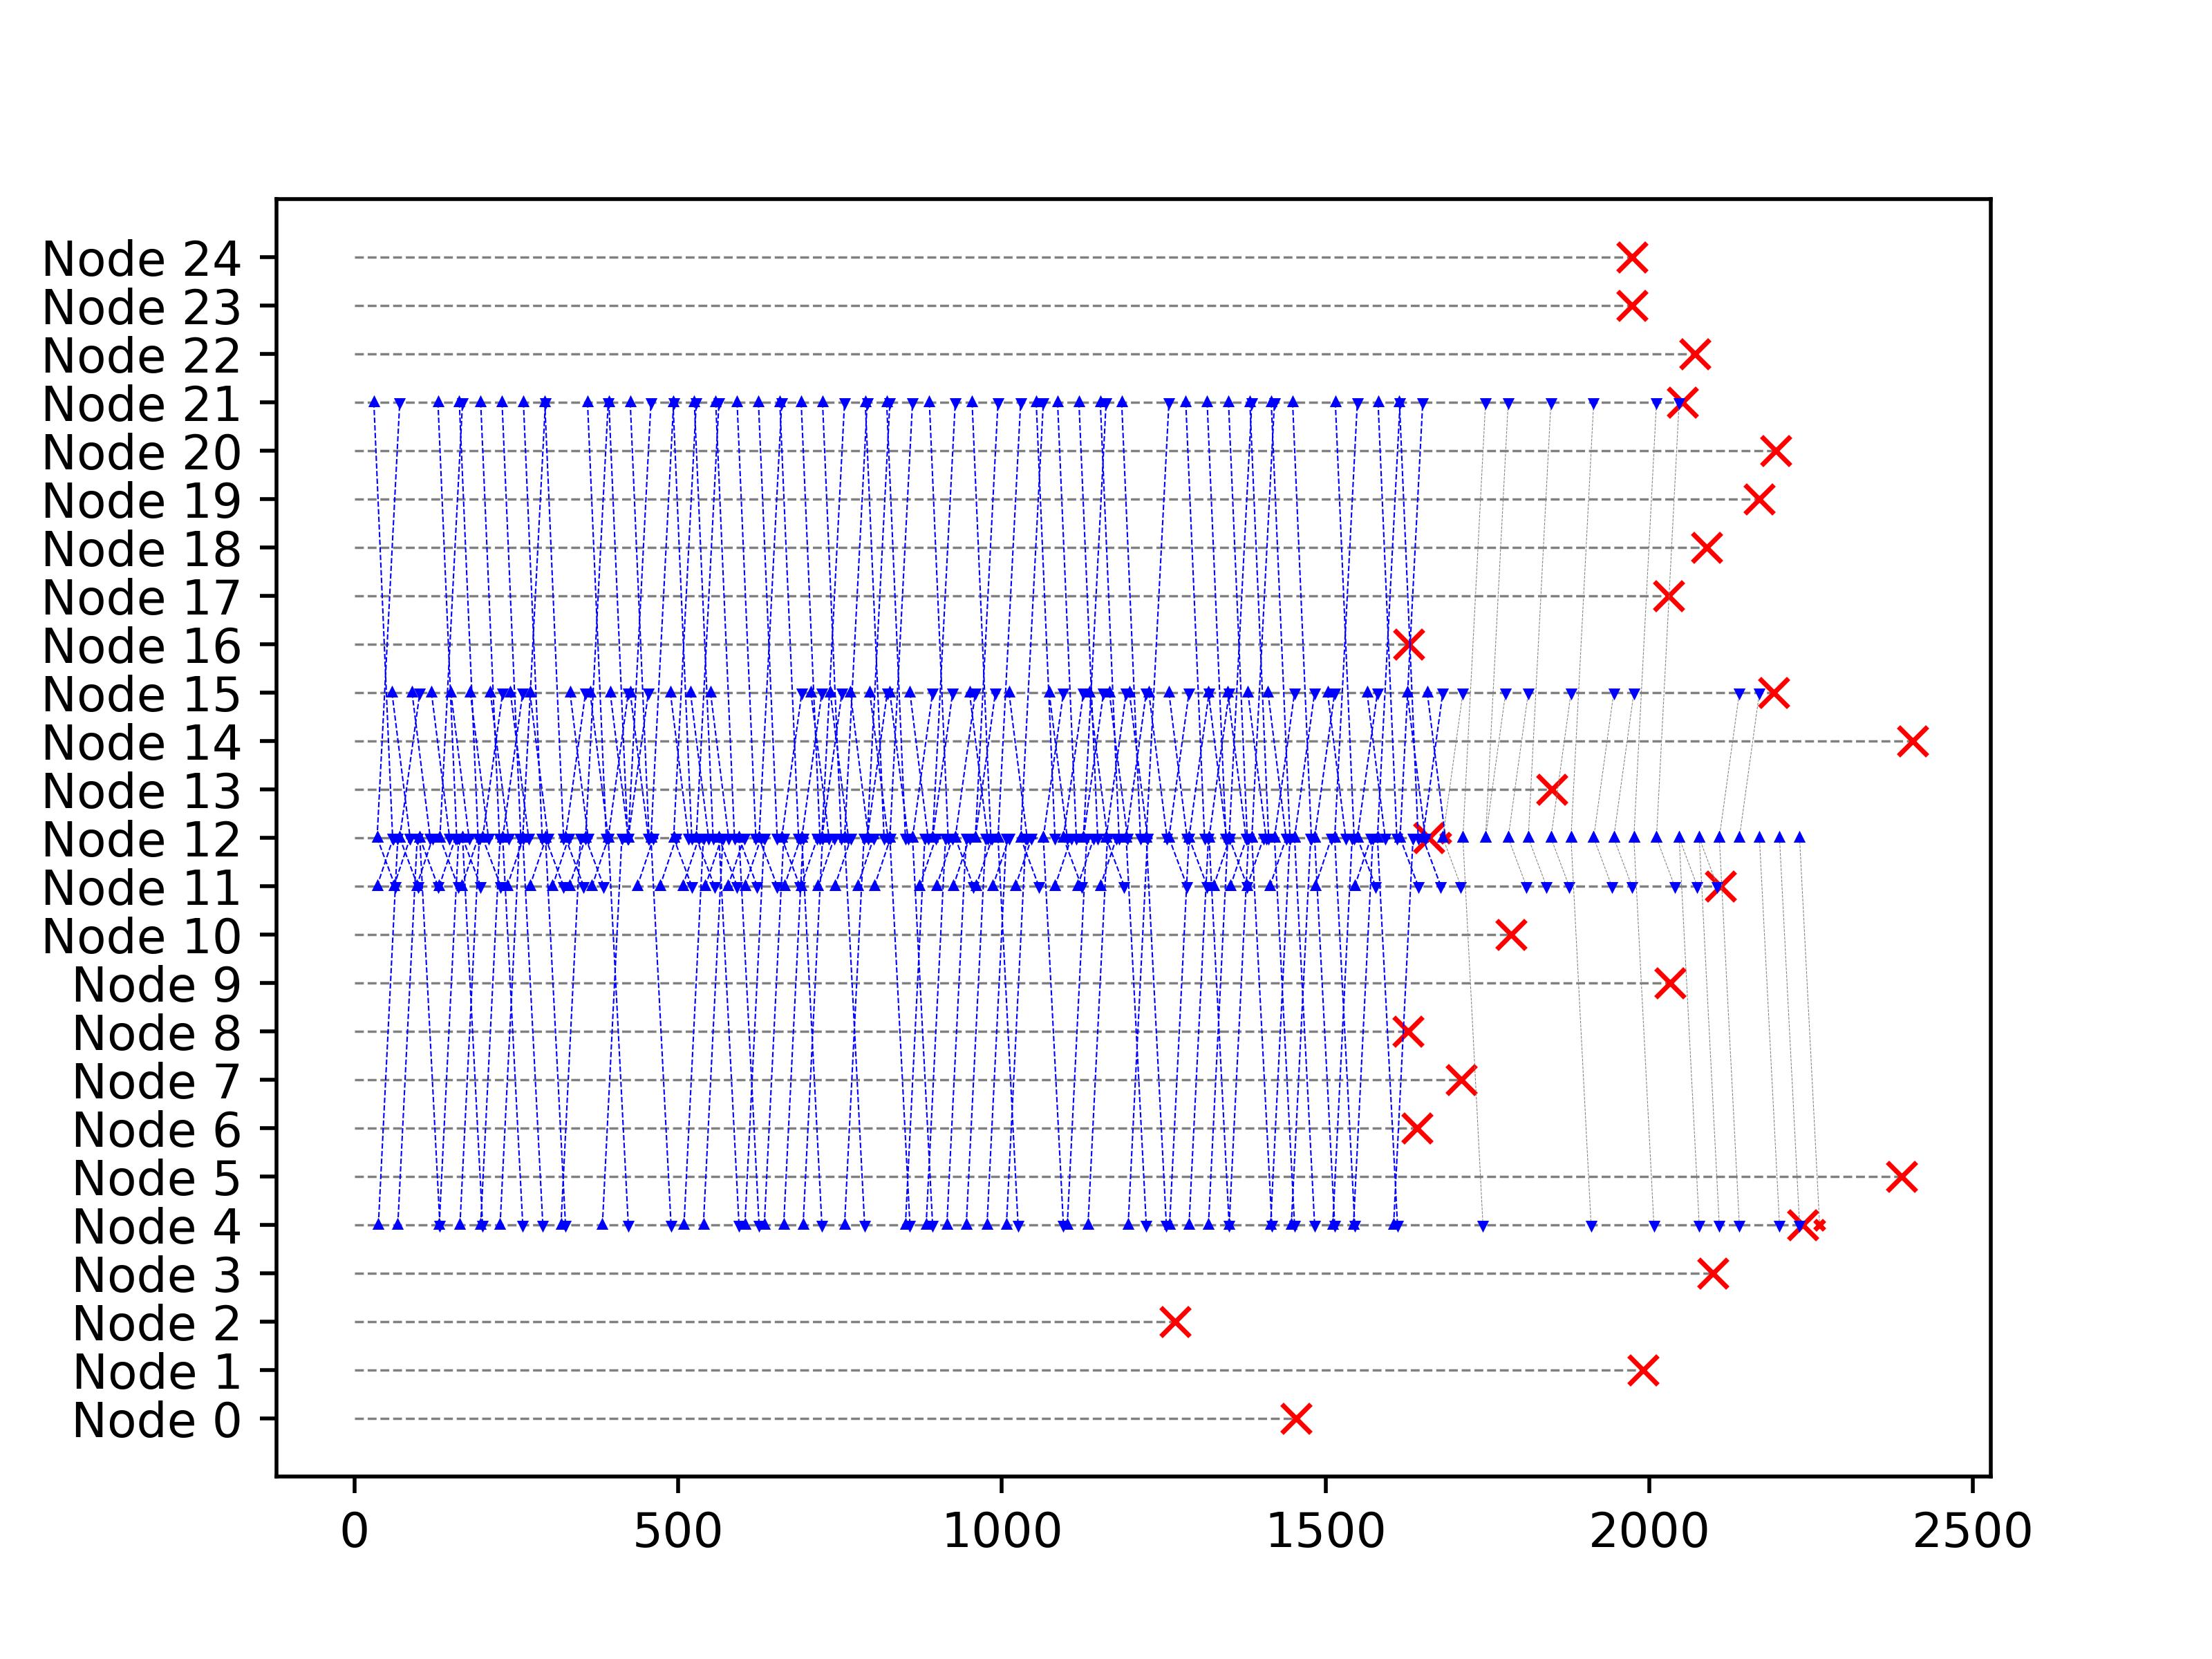 Node 24
Node 23
Node 22
Node 21
Node 20
Node 19
Node 18
Node 17
Node 16
Node 15
Node 14
Node 13
Node 12
Node 11
Node 10
Node 9
Node 8
Node 7
Node 6
Node 5
Node 4
Node 3
Node 2
Node 1
Node 0
0 500 1000 1500 2000 2500